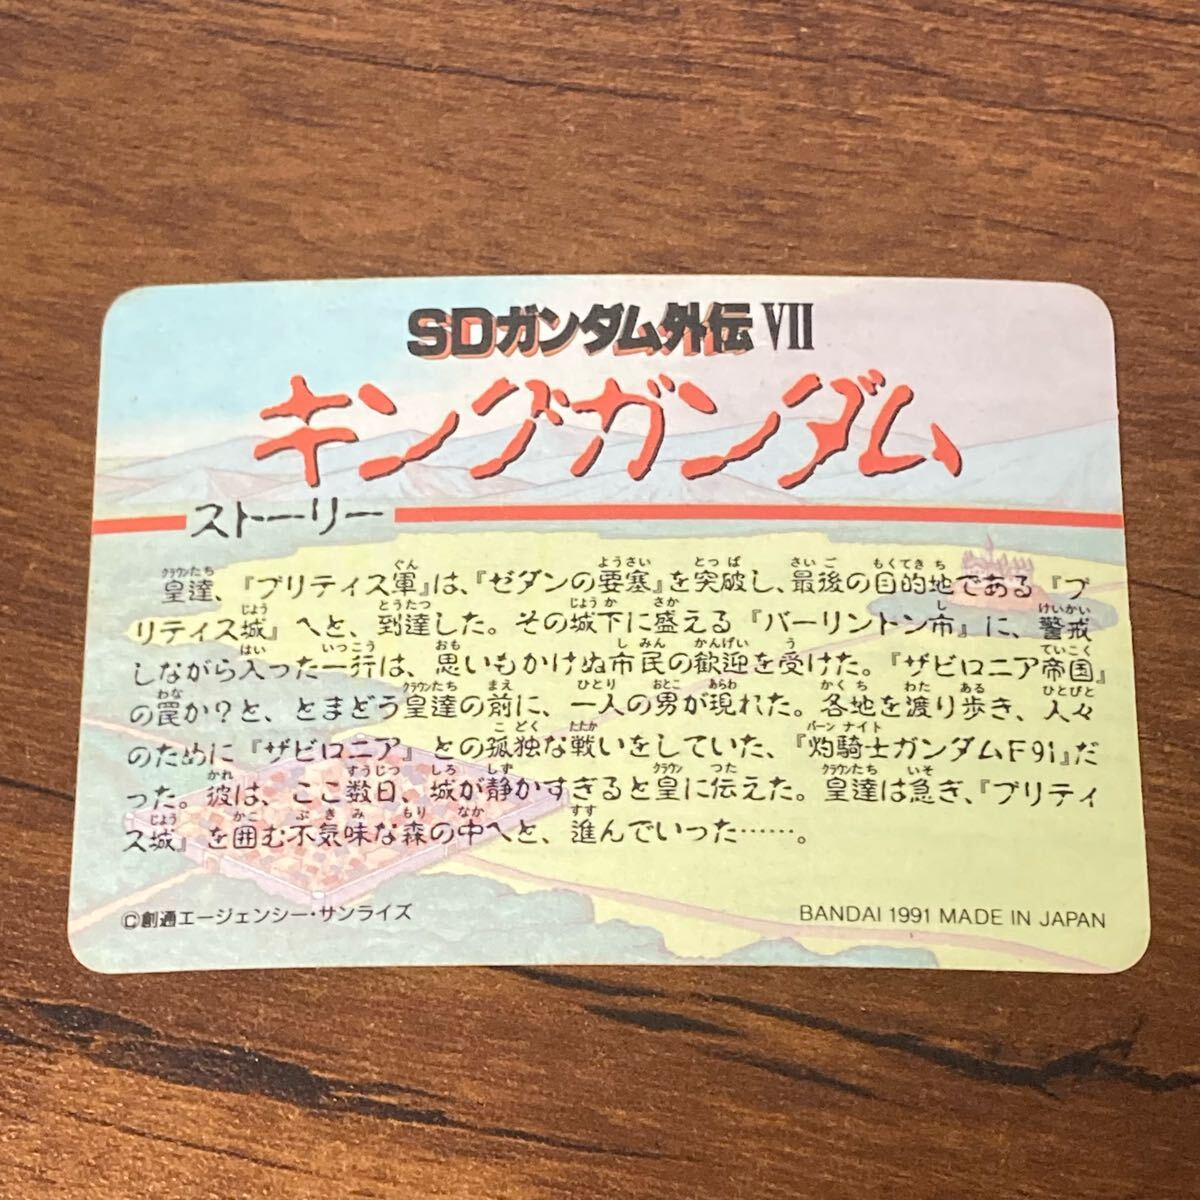 SDガンダム外伝 VII
キングガンダム
ストーリー
皇達、『ブリティス軍』は、『ゼダンの要塞』を突破し、最後の目的地である『ブ
リティス城』へと、到達した。その城下に盛える『バーリントン市』に、警戒
しながら入った一行は、思いもかけぬ市民の歓迎を受けた。『ザビロニア帝国』
の罠か?と、とまどう皇達の前に、一人の男が現れた。各地を渡り歩き、人々
のために『ザビロニア』との孤独な戦いをしていた、『灼騎士ガンダムF91』だ
った。彼は、ここ数日、城が静かすぎると皇に伝えた。皇達は急ぎ、『ブリティ
ス城』を囲む不気味な森の中へと、進んでいった……。
©創通エージェンシー・サンライズ
BANDAI 1991 MADE IN JAPAN